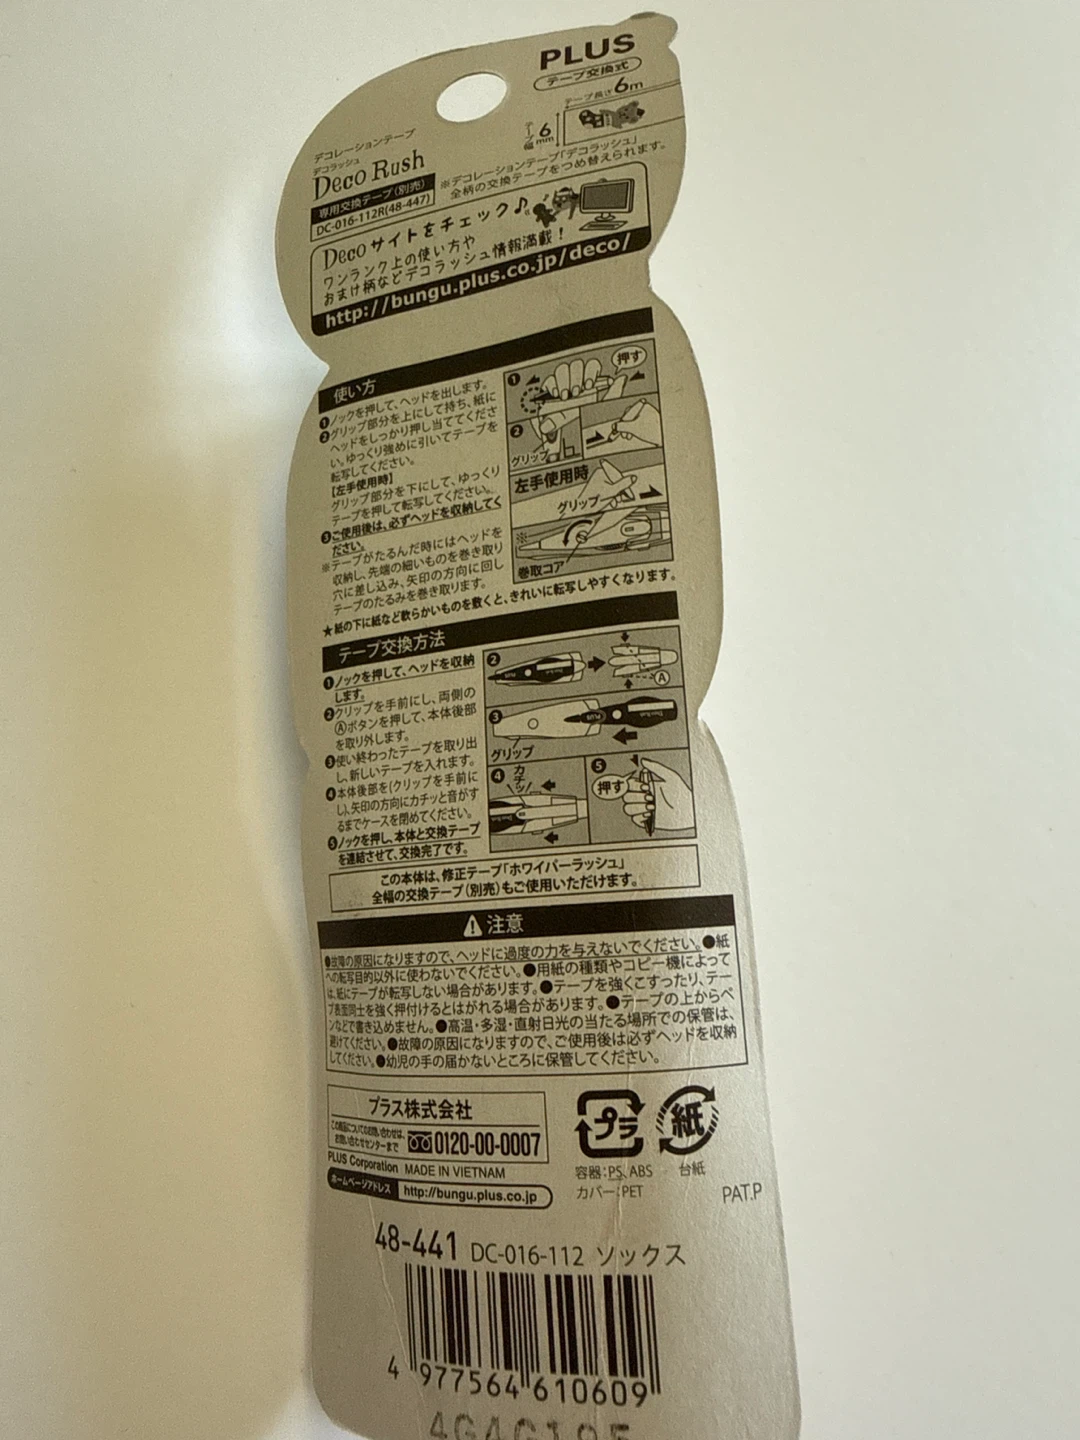 PLUS
テープ交換式
テープ長さ6m
テープ幅 6mm
デコレーションテープ
デコラッシュ
Deco Rush
専用交換テープ(別売)
DC-016-112R(48-447)
※デコレーションテープ「デコラッシュ」
全柄の交換テープをつめ替えられます。
Decoサイトをチェック♪
ワンランク上の使い方や
おまけ柄などデコラッシュ情報満載!
http://bungu.plus.co.jp/deco/
使い方
❶ノックを押して、ヘッドを出します。
❷グリップ部分を上にして持ち、紙に
ヘッドをしっかり押し当ててくださ
い。ゆっくり強めに引いてテープを
転写してください。
【左手使用時】
グリップ部分を下にして、ゆっくり
テープを押して転写してください。
❸ご使用後は、必ずヘッドを収納してく
ださい。
※テープがたるんだ時にはヘッドを
収納し、先端の細いものを巻き取り
穴に差し込み、矢印の方向に回し
テープのたるみを巻き取ります。
❶
押す
❷
グリップ
左手使用時
グリップ
※
巻取コア
★紙の下に紙など軟らかいものを敷くと、きれいに転写しやすくなります。
テープ交換方法
❶ノックを押して、ヘッドを収納
します。
❷クリップを手前にし、両側の
Ⓐボタンを押して、本体後部
を取り外します。
❸使い終わったテープを取り出
し、新しいテープを入れます。
❹本体後部を(クリップを手前に
し)、矢印の方向にカチッと音がす
るまでケースを閉めてください。
❺ノックを押し、本体と交換テープ
を連結させて、交換完了です。
❷
Ⓐ
❸
PLUS
グリップ
❹
カチッ
❺
押す
この本体は、修正テープ「ホワイパーラッシュ」
全幅の交換テープ(別売)もご使用いただけます。
⚠注意
●故障の原因になりますので、ヘッドに過度の力を与えないでください。●紙
への転写目的以外に使わないでください。●用紙の種類やコピー機によって
は、紙にテープが転写しない場合があります。●テープを強くこすったり、テー
プ表面同士を強く押付けるとはがれる場合があります。●テープの上からペ
ンなどで書き込めません。●高温・多湿・直射日光の当たる場所での保管は、
避けてください。●故障の原因になりますので、ご使用後は必ずヘッドを収納
してください。●幼児の手の届かないところに保管してください。
プラス株式会社
この商品についてのお問い合わせは、
お問い合わせセンターまで
0120-00-0007
PLUS Corporation MADE IN VIETNAM
ホームページアドレス http://bungu.plus.co.jp
プラ
紙
容器:PS、ABS
カバー:PET
台紙
PAT.P
48-441 DC-016-112 ソックス
4 977564 610609